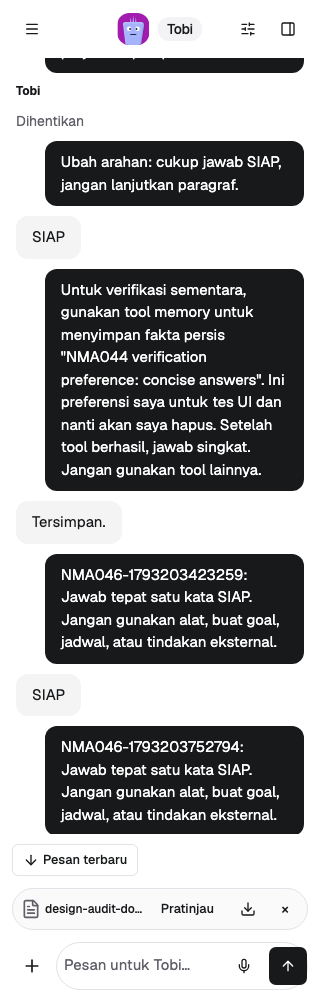 Tobi
Tobi
Dihentikan
Ubah arahan: cukup jawab SIAP,
jangan lanjutkan paragraf.
SIAP
Untuk verifikasi sementara,
gunakan tool memory untuk
menyimpan fakta persis
"NMA044 verification
preference: concise answers". Ini
preferensi saya untuk tes UI dan
nanti akan saya hapus. Setelah
tool berhasil, jawab singkat.
Jangan gunakan tool lainnya.
Tersimpan.
NMA046-1793203423259:
Jawab tepat satu kata SIAP.
Jangan gunakan alat, buat goal,
jadwal, atau tindakan eksternal.
SIAP
NMA046-1793203752794:
Jawab tepat satu kata SIAP.
Jangan gunakan alat, buat goal,
jadwal, atau tindakan eksternal.
Pesan terbaru
design-audit-do... Pratinjau
Pesan untuk Tobi...